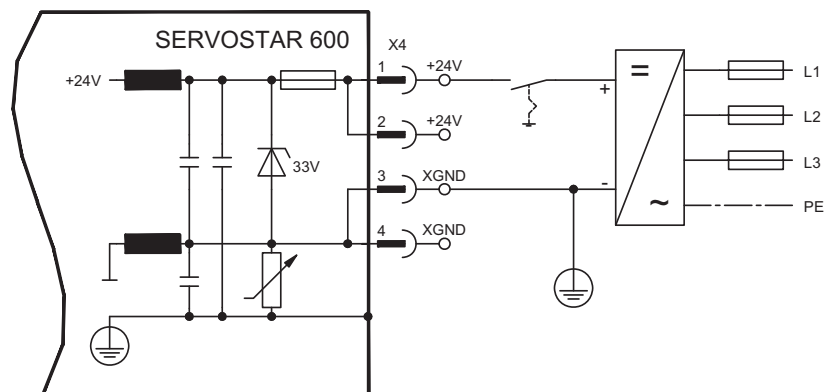 SERVOSTAR 600
X4
+24V
1
+24V
+
=
L1
2
+24V
L2
33V
3
XGND
-
L3
~
PE
4
XGND